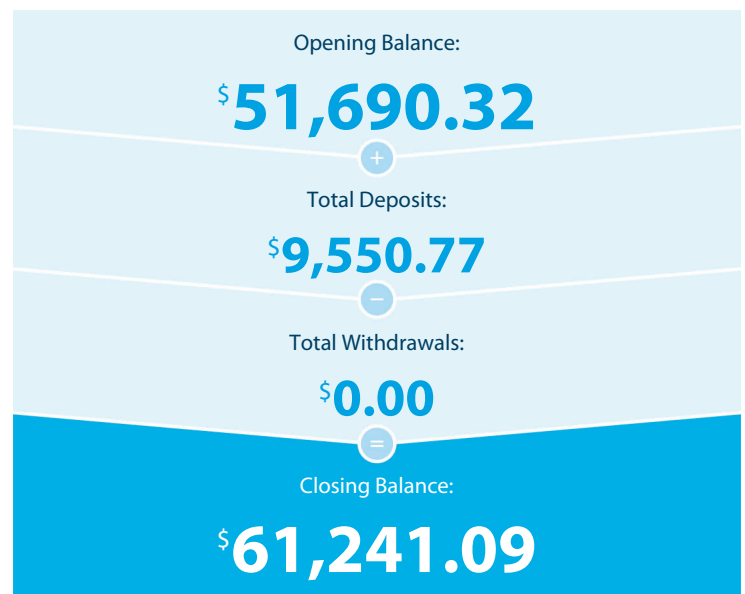 Opening Balance:
$51,690.32
+
Total Deposits:
$9,550.77
−
Total Withdrawals:
$0.00
=
Closing Balance:
$61,241.09